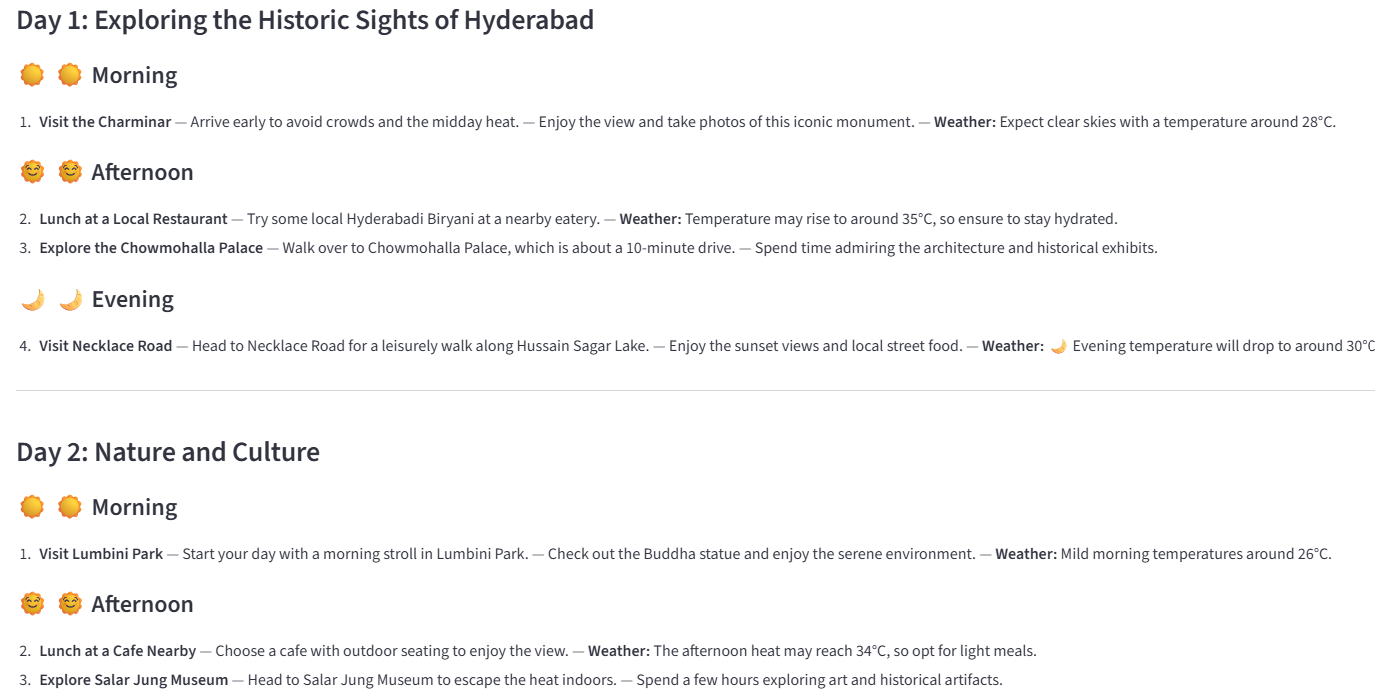 Day 1: Exploring the Historic Sights of Hyderabad
Morning
1. Visit the Charminar — Arrive early to avoid crowds and the midday heat. — Enjoy the view and take photos of this iconic monument. — Weather: Expect clear skies with a temperature around 28°C.
Afternoon
2. Lunch at a Local Restaurant — Try some local Hyderabadi Biryani at a nearby eatery. — Weather: Temperature may rise to around 35°C, so ensure to stay hydrated.
3. Explore the Chowmohalla Palace — Walk over to Chowmohalla Palace, which is about a 10-minute drive. — Spend time admiring the architecture and historical exhibits.
Evening
4. Visit Necklace Road — Head to Necklace Road for a leisurely walk along Hussain Sagar Lake. — Enjoy the sunset views and local street food. — Weather: 🌙 Evening temperature will drop to around 30°C
Day 2: Nature and Culture
Morning
1. Visit Lumbini Park — Start your day with a morning stroll in Lumbini Park. — Check out the Buddha statue and enjoy the serene environment. — Weather: Mild morning temperatures around 26°C.
Afternoon
2. Lunch at a Cafe Nearby — Choose a cafe with outdoor seating to enjoy the view. — Weather: The afternoon heat may reach 34°C, so opt for light meals.
3. Explore Salar Jung Museum — Head to Salar Jung Museum to escape the heat indoors. — Spend a few hours exploring art and historical artifacts.